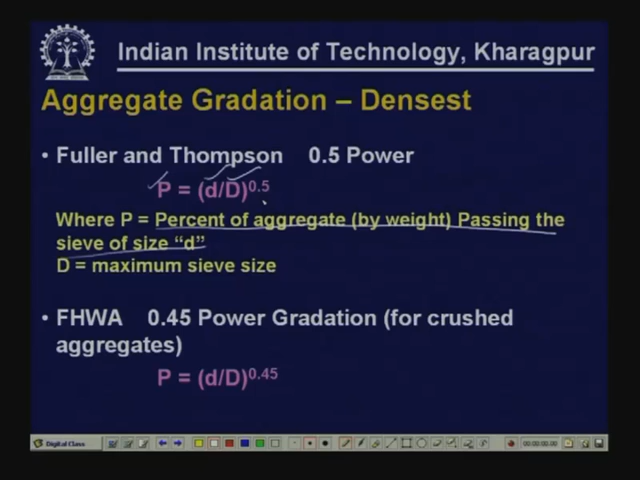 Indian Institute of Technology, Kharagpur
Aggregate Gradation – Densest
• Fuller and Thompson 0.5 Power
P = (d/D)^0.5
Where P = Percent of aggregate (by weight) Passing the
sieve of size “d”
D = maximum sieve size
• FHWA 0.45 Power Gradation (for crushed
aggregates)
P = (d/D)^0.45
Digital Class